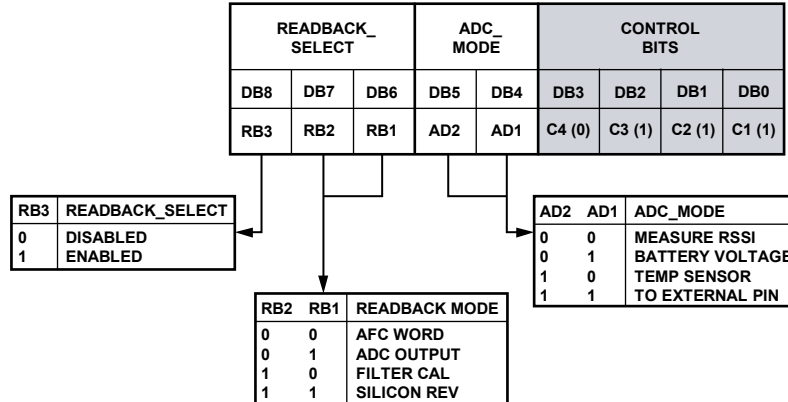 READBACK_ SELECT ADC_ MODE CONTROL BITS
DB8 DB7 DB6 DB5 DB4 DB3 DB2 DB1 DB0
RB3 RB2 RB1 AD2 AD1 C4 (0) C3 (1) C2 (1) C1 (1)
RB3 READBACK_SELECT
0 DISABLED
1 ENABLED
RB2 RB1 READBACK MODE
0 0 AFC WORD
0 1 ADC OUTPUT
1 0 FILTER CAL
1 1 SILICON REV
AD2 AD1 ADC_MODE
0 0 MEASURE RSSI
0 1 BATTERY VOLTAGE
1 0 TEMP SENSOR
1 1 TO EXTERNAL PIN